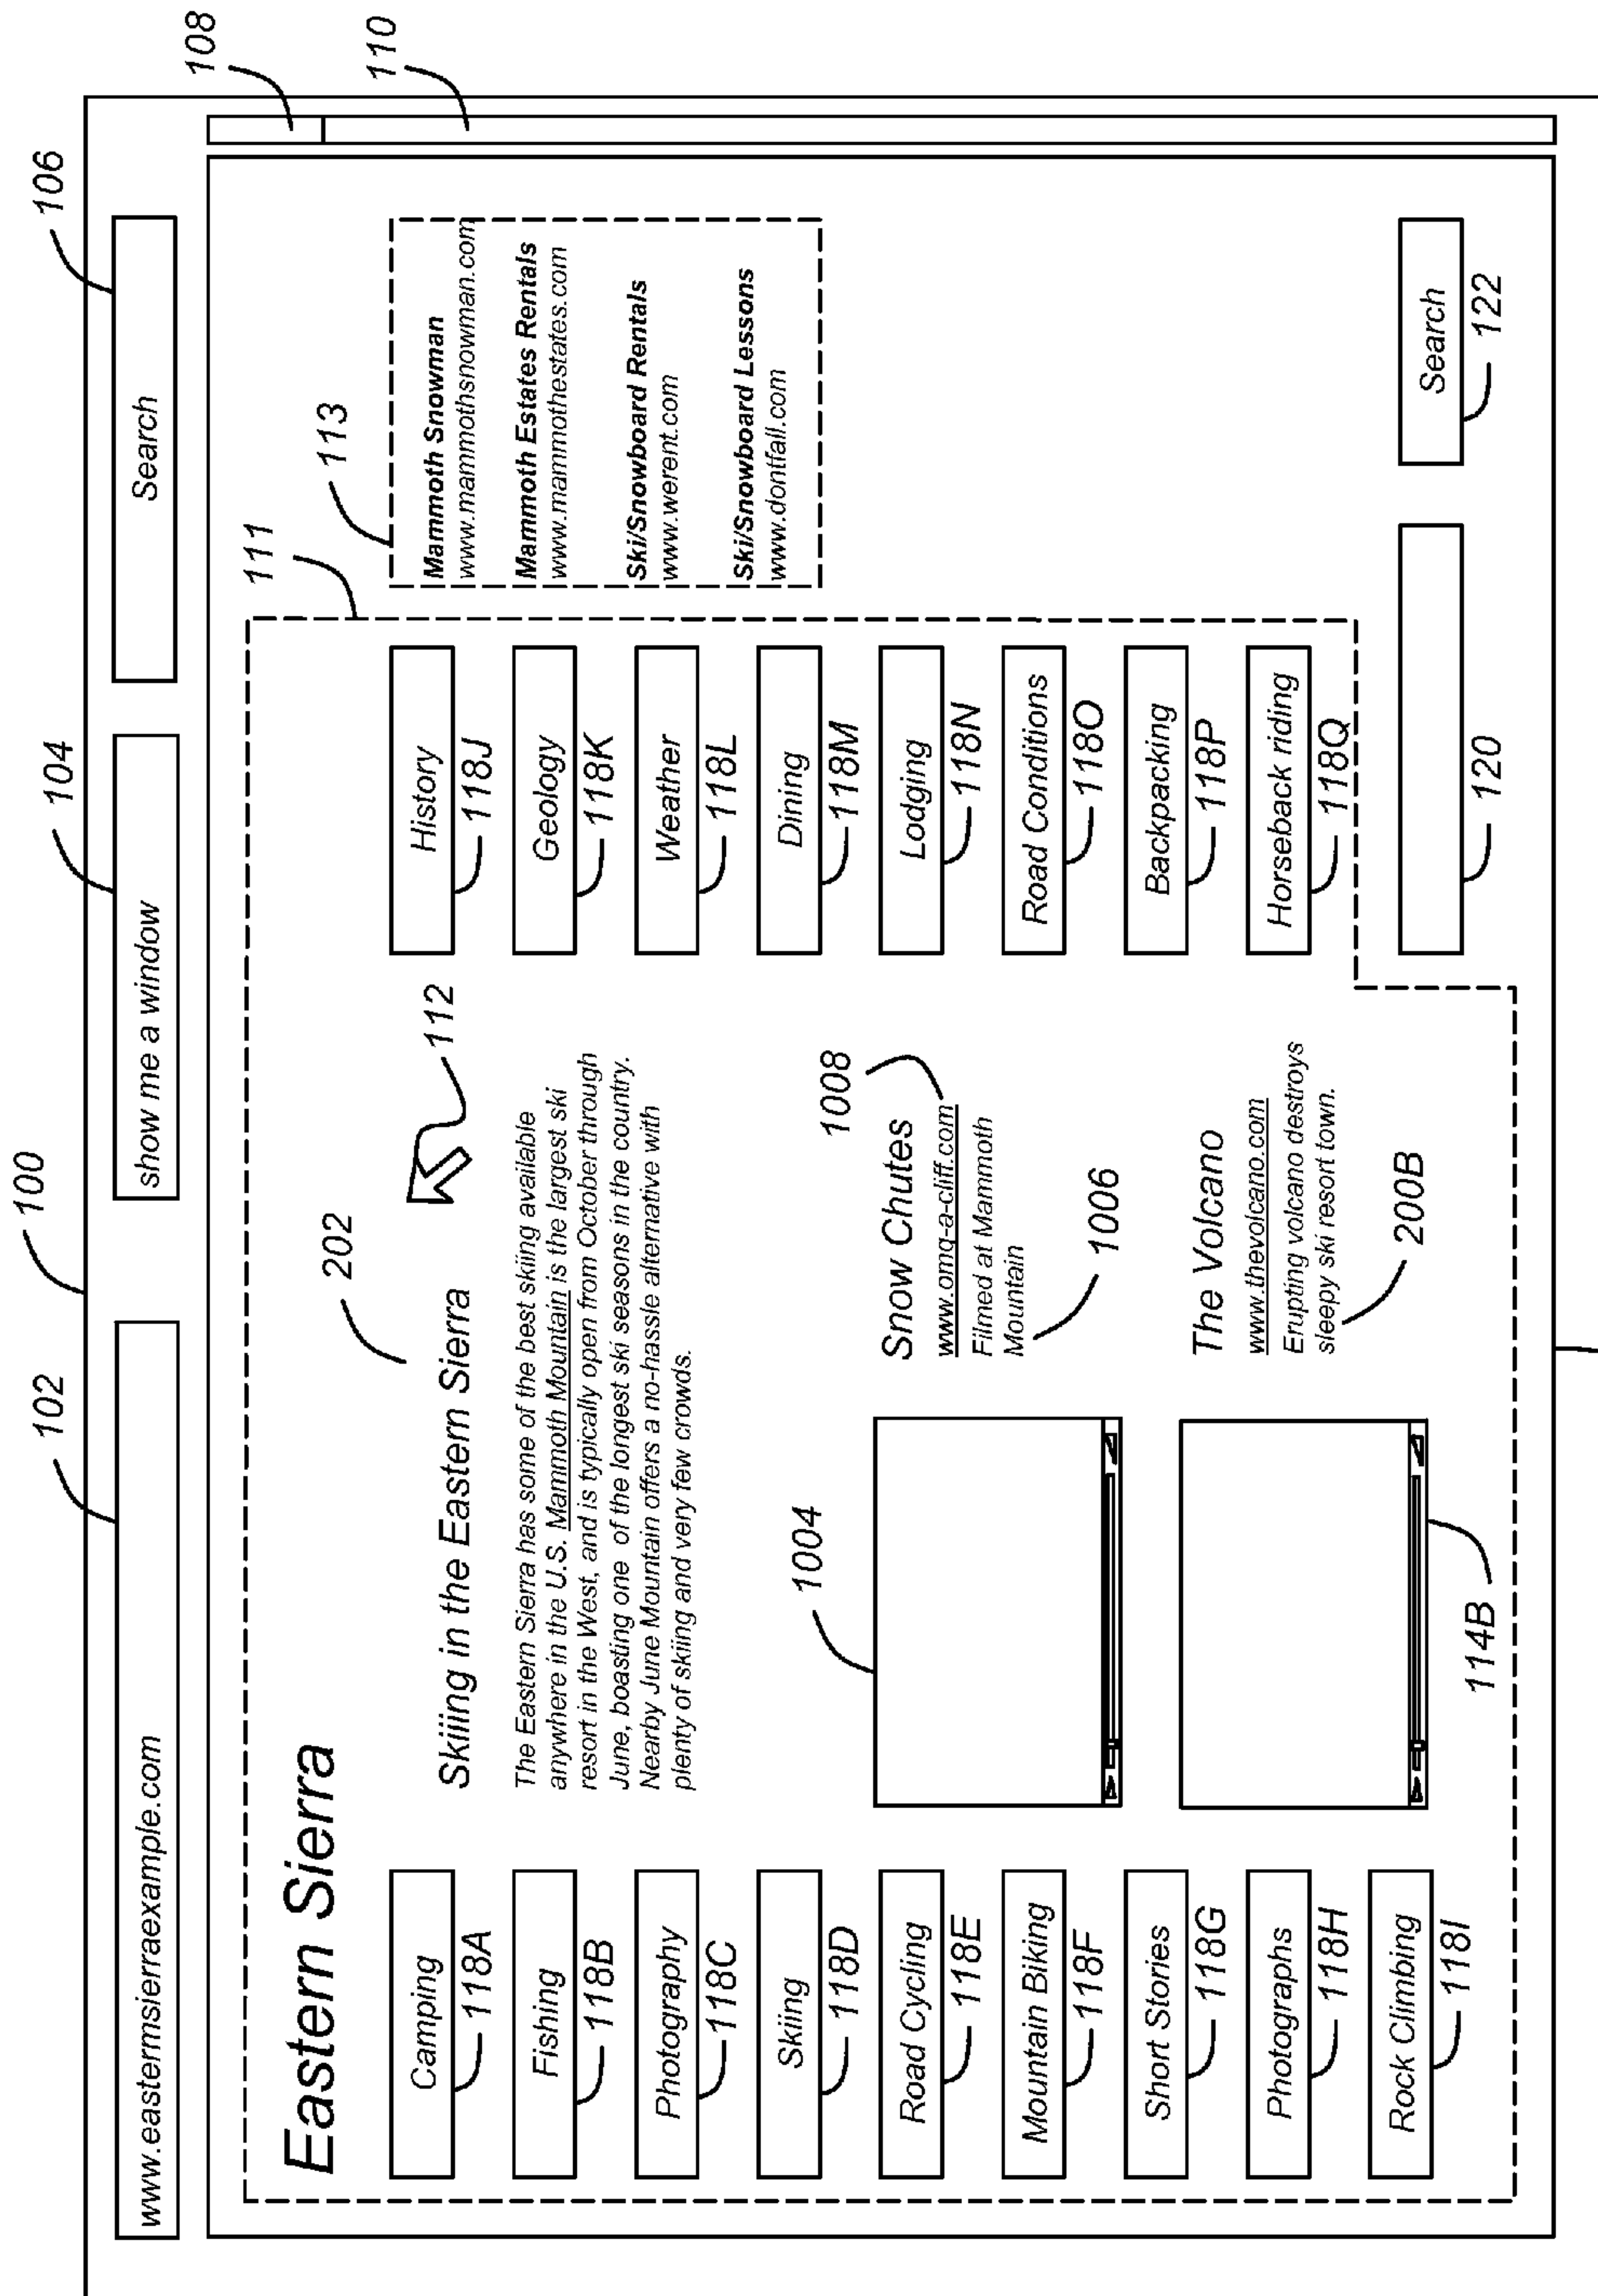 100
102
104
106
www.easternsierraexample.com
show me a window
Search
108
110
111
113
Eastern Sierra
202
112
Skiiing in the Eastern Sierra
The Eastern Sierra has some of the best skiing available
anywhere in the U.S. Mammoth Mountain is the largest ski
resort in the West, and is typically open from October through
June, boasting one of the longest ski seasons in the country.
Nearby June Mountain offers a no-hassle alternative with
plenty of skiing and very few crowds.
Camping
118A
Fishing
118B
Photography
118C
Skiing
118D
Road Cycling
118E
Mountain Biking
118F
Short Stories
118G
Photographs
118H
Rock Climbing
118I
1004
1008
Snow Chutes
www.omg-a-cliff.com
Filmed at Mammoth
Mountain
1006
The Volcano
www.thevolcano.com
Erupting volcano destroys
sleepy ski resort town.
200B
114B
History
118J
Geology
118K
Weather
118L
Dining
118M
Lodging
118N
Road Conditions
118O
Backpacking
118P
Horseback riding
118Q
Mammoth Snowman
www.mammothsnowman.com
Mammoth Estates Rentals
www.mammothestates.com
Ski/Snowboard Rentals
www.werent.com
Ski/Snowboard Lessons
www.dontfall.com
120
Search
122